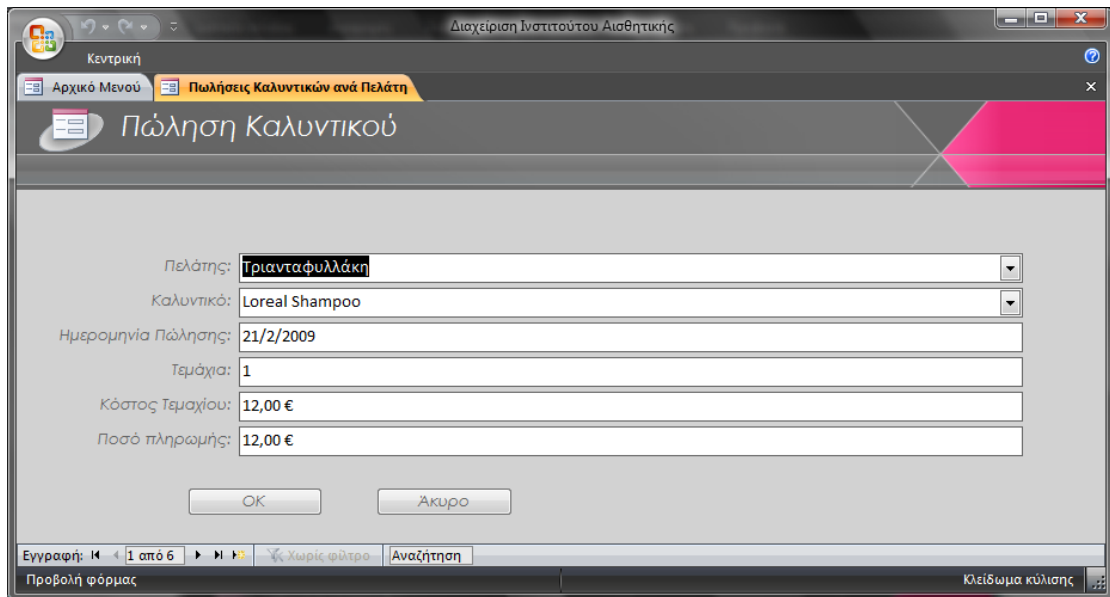 Διαχείριση Ινστιτούτου Αισθητικής
Κεντρική
Αρχικό Μενού Πωλήσεις Καλυντικών ανά Πελάτη
Πώληση Καλυντικού
Πελάτης: Τριανταφυλλάκη
Καλυντικό: Loreal Shampoo
Ημερομηνία Πώλησης: 21/2/2009
Τεμάχια: 1
Κόστος Τεμαχίου: 12,00 €
Ποσό πληρωμής: 12,00 €
OK Άκυρο
Εγγραφή: 1 από 6 Χωρίς φίλτρο Αναζήτηση
Προβολή φόρμας Κλείδωμα κύλισης